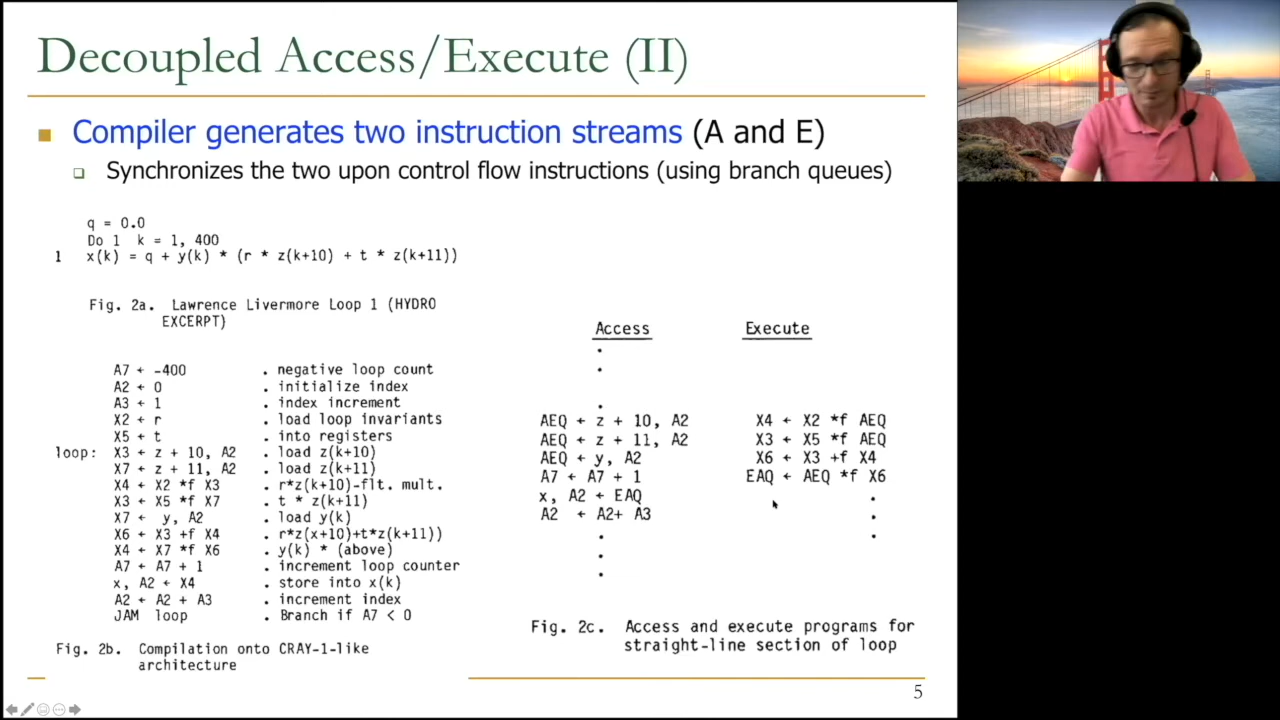 Decoupled Access/Execute (II)
Compiler generates two instruction streams (A and E)
Synchronizes the two upon control flow instructions (using branch queues)
q = 0.0
Do 1 k = 1, 400
1 x(k) = q + y(k) * (r * z(k+10) + t * z(k+11))
Fig. 2a. Lawrence Livermore Loop 1 (HYDRO
EXCERPT)
A7 ← -400 . negative loop count
A2 ← 0 . initialize index
A3 ← 1 . index increment
X2 ← r . load loop invariants
X5 ← t . into registers
loop: X3 ← z + 10, A2 . load z(k+10)
X7 ← z + 11, A2 . load z(k+11)
X4 ← X2 *f X3 . r*z(k+10)-flt. mult.
X3 ← X5 *f X7 . t * z(k+11)
X7 ← y, A2 . load y(k)
X6 ← X3 +f X4 . r*z(x+10)+t*z(k+11))
X4 ← X7 *f X6 . y(k) * (above)
A7 ← A7 + 1 . increment loop counter
x, A2 ← X4 . store into x(k)
A2 ← A2 + A3 . increment index
JAM loop . Branch if A7 < 0
Fig. 2b. Compilation onto CRAY-1-like
architecture
Access Execute
.
.
.
AEQ ← z + 10, A2 X4 ← X2 *f AEQ
AEQ ← z + 11, A2 X3 ← X5 *f AEQ
AEQ ← y, A2 X6 ← X3 +f X4
A7 ← A7 + 1 EAQ ← AEQ *f X6
x, A2 ← EAQ .
A2 ← A2+ A3 .
. .
.
.
Fig. 2c. Access and execute programs for
straight-line section of loop
5